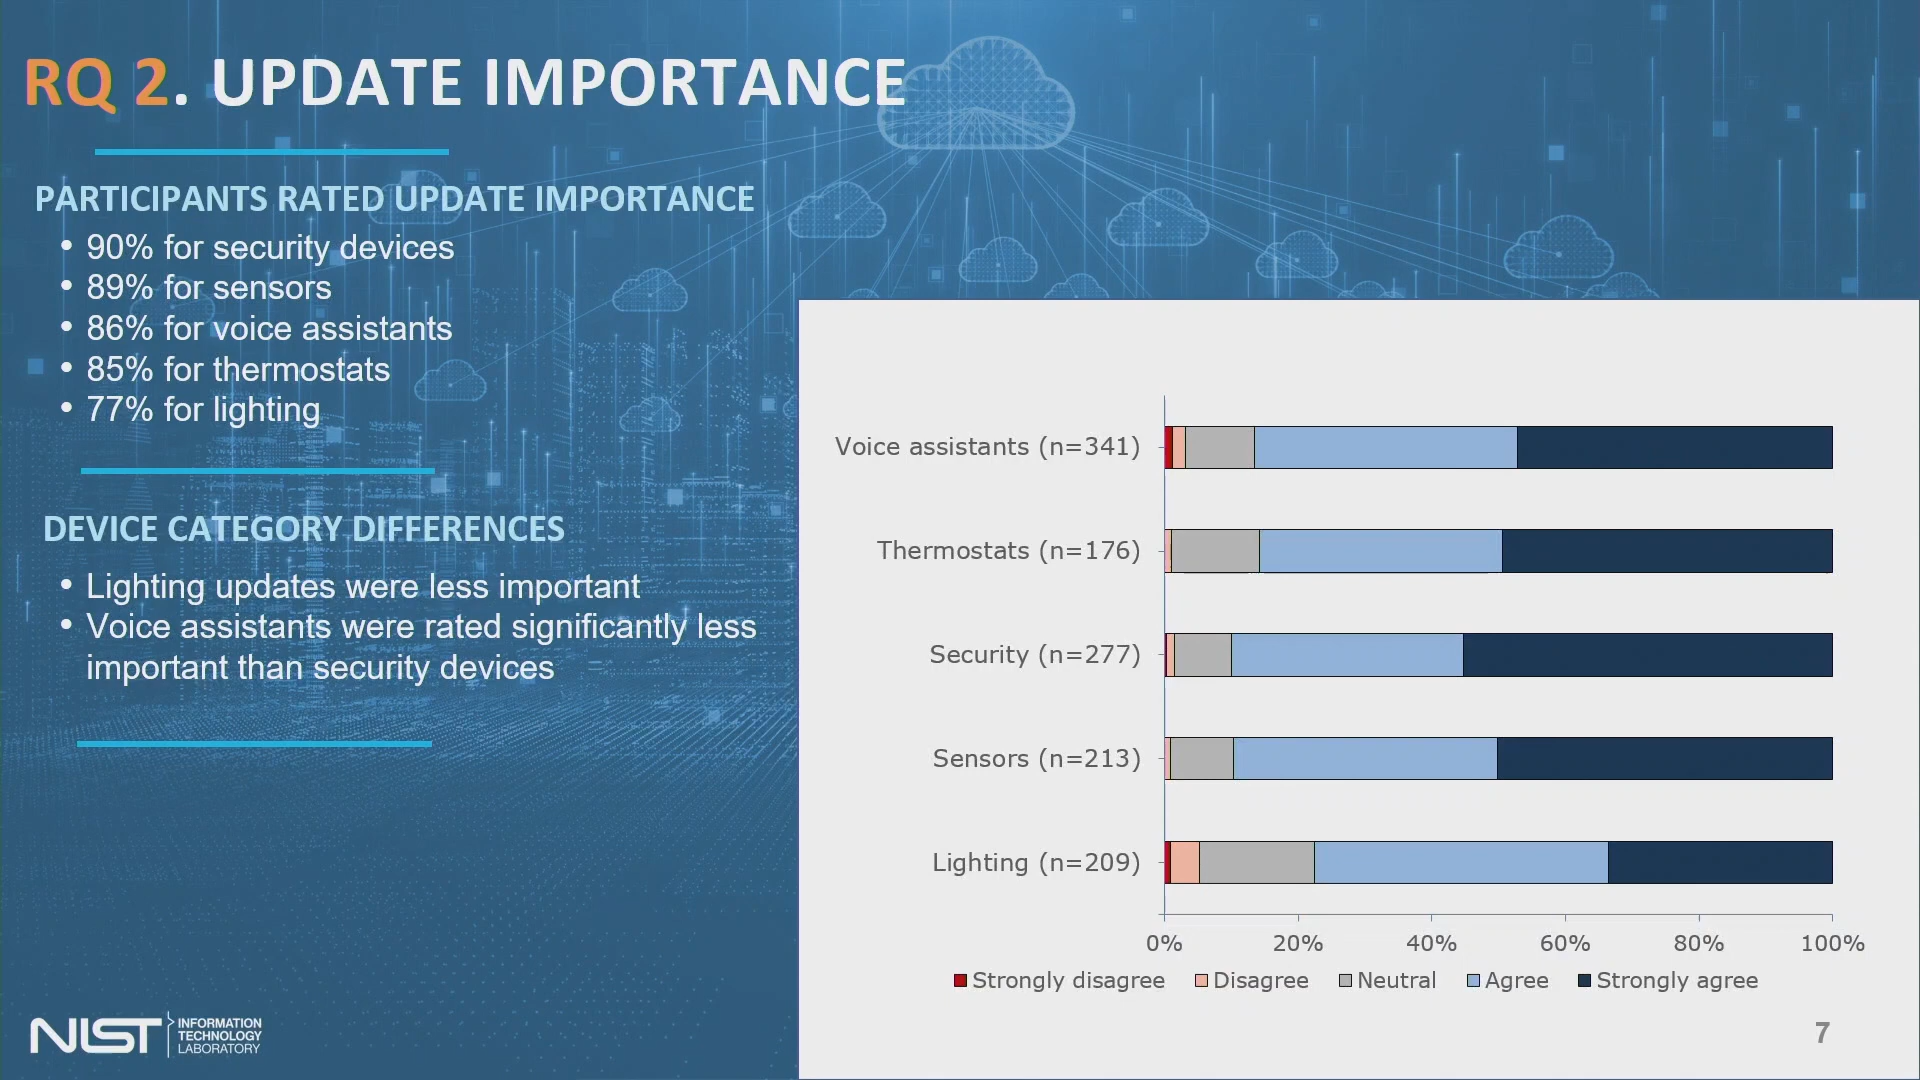 RQ 2. UPDATE IMPORTANCE
PARTICIPANTS RATED UPDATE IMPORTANCE
• 90% for security devices
• 89% for sensors
• 86% for voice assistants
• 85% for thermostats
• 77% for lighting
DEVICE CATEGORY DIFFERENCES
• Lighting updates were less important
• Voice assistants were rated significantly less
important than security devices
Voice assistants (n=341)
Thermostats (n=176)
Security (n=277)
Sensors (n=213)
Lighting (n=209)
0% 20% 40% 60% 80% 100%
Strongly disagree Disagree Neutral Agree Strongly agree
NIST
INFORMATION
TECHNOLOGY
LABORATORY
7